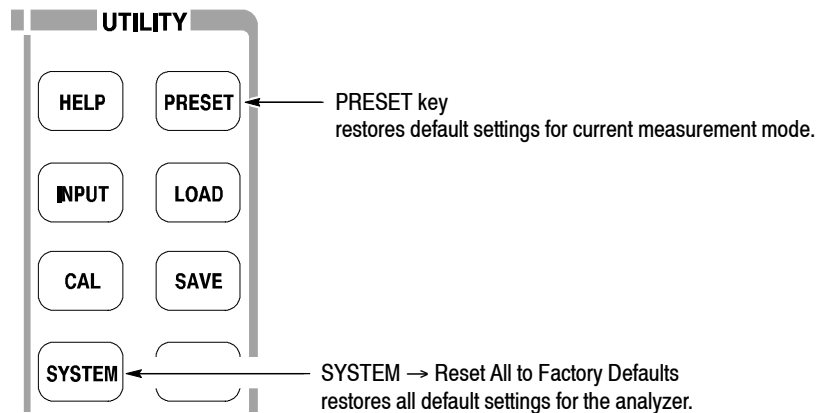 UTILITY
HELP
PRESET
PRESET key
restores default settings for current measurement mode.
INPUT
LOAD
CAL
SAVE
SYSTEM
SYSTEM → Reset All to Factory Defaults
restores all default settings for the analyzer.